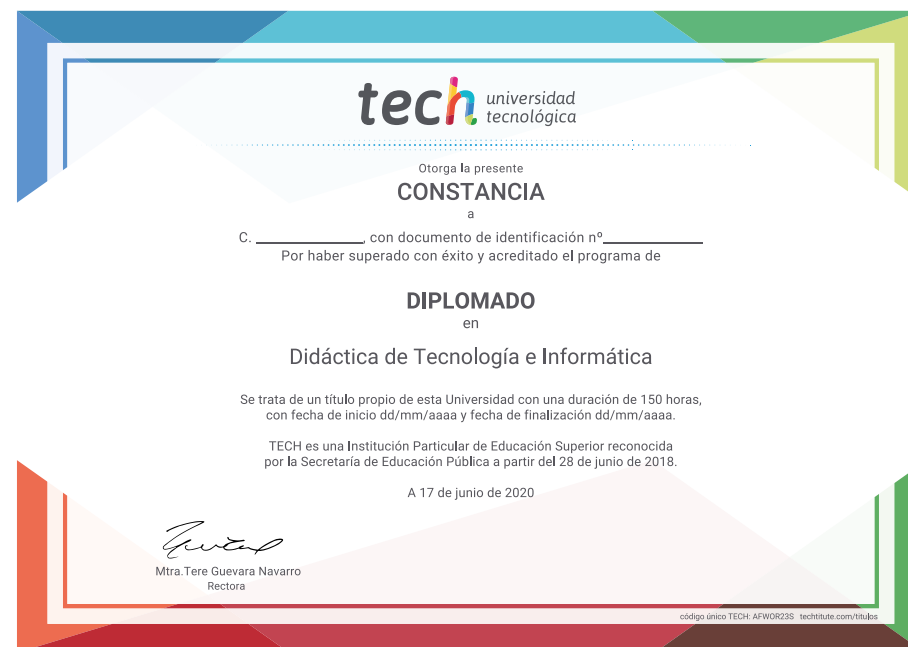 tech universidad
tecnológica
Otorga la presente
CONSTANCIA
a
C. ______________, con documento de identificación nº_____________
Por haber superado con éxito y acreditado el programa de
DIPLOMADO
en
Didáctica de Tecnología e Informática
Se trata de un título propio de esta Universidad con una duración de 150 horas,
con fecha de inicio dd/mm/aaaa y fecha de finalización dd/mm/aaaa.
TECH es una Institución Particular de Educación Superior reconocida
por la Secretaría de Educación Pública a partir del 28 de junio de 2018.
A 17 de junio de 2020
Mtra.Tere Guevara Navarro
Rectora
código único TECH: AFWOR23S techtitute.com/titulos